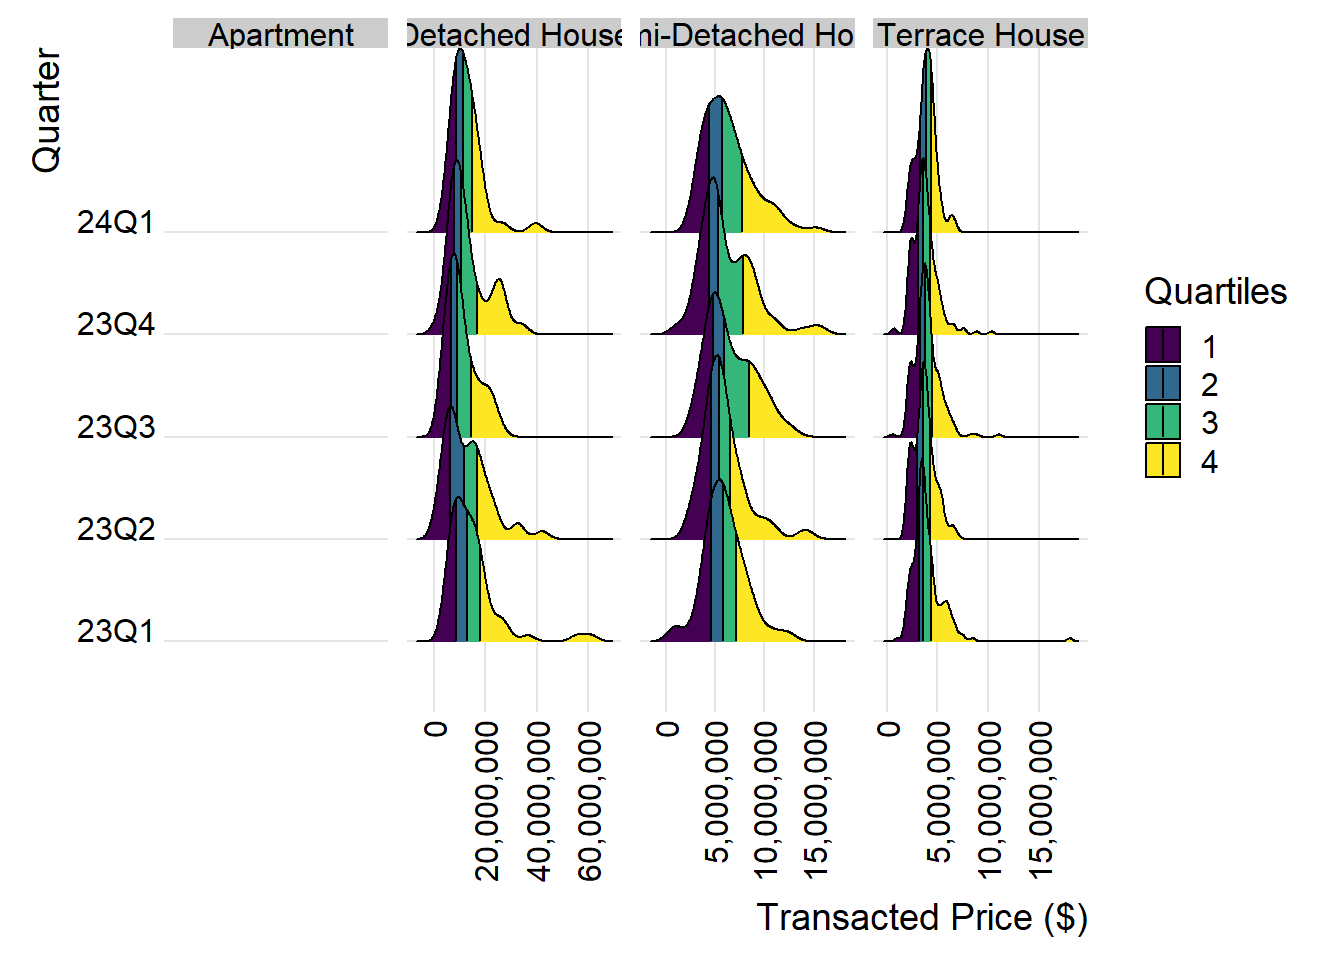 Apartment
Detached House
mi-Detached Ho
Terrace House
Quarter
24Q1
23Q4
23Q3
23Q2
23Q1
0
20,000,000
40,000,000
60,000,000
0
5,000,000
10,000,000
15,000,000
0
5,000,000
10,000,000
15,000,000
Transacted Price ($)
Quartiles
1
2
3
4